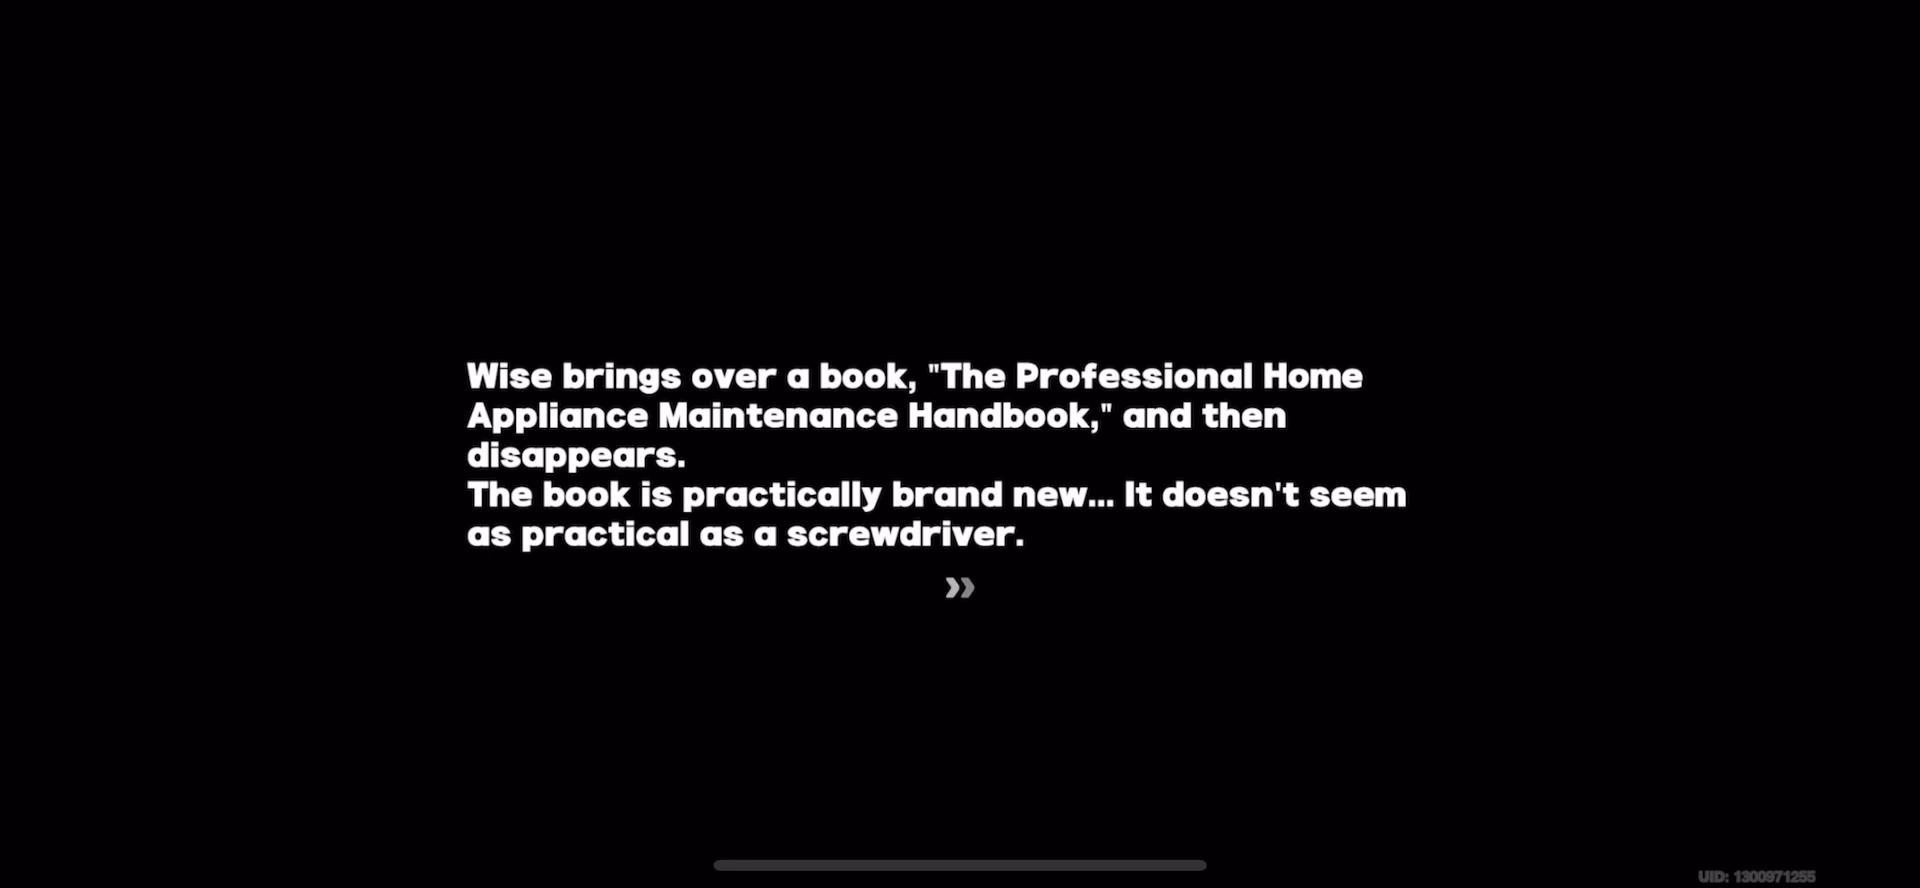 Wise brings over a book, "The Professional Home
Appliance Maintenance Handbook," and then
disappears.
The book is practically brand new... It doesn't seem
as practical as a screwdriver.
UID: 1300971255